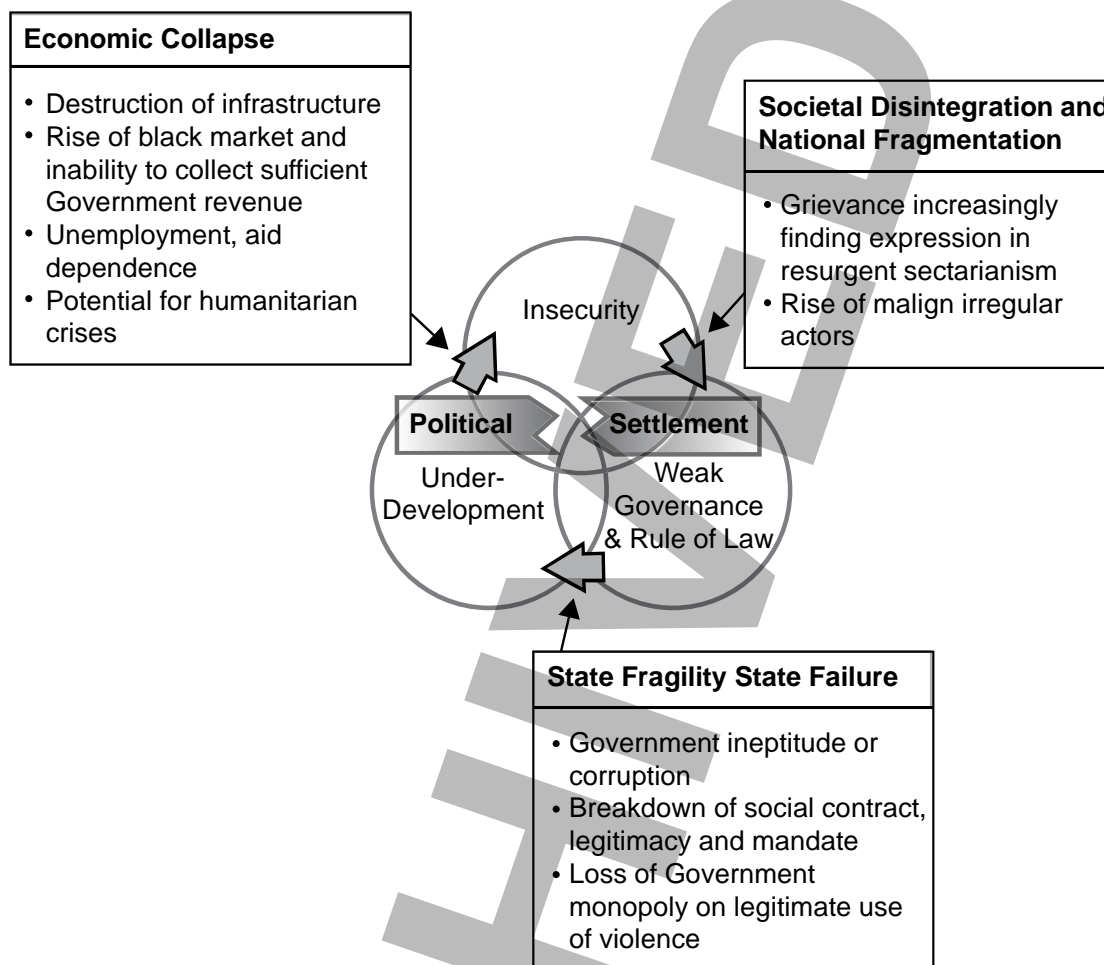 Economic Collapse
• Destruction of infrastructure
• Rise of black market and
inability to collect sufficient
Government revenue
• Unemployment, aid
dependence
• Potential for humanitarian
crises
Societal Disintegration and
National Fragmentation
• Grievance increasingly
finding expression in
resurgent sectarianism
• Rise of malign irregular
actors
Insecurity
Political
Settlement
Under-
Development
Weak
Governance
& Rule of Law
State Fragility State Failure
• Government ineptitude or
corruption
• Breakdown of social contract,
legitimacy and mandate
• Loss of Government
monopoly on legitimate use
of violence